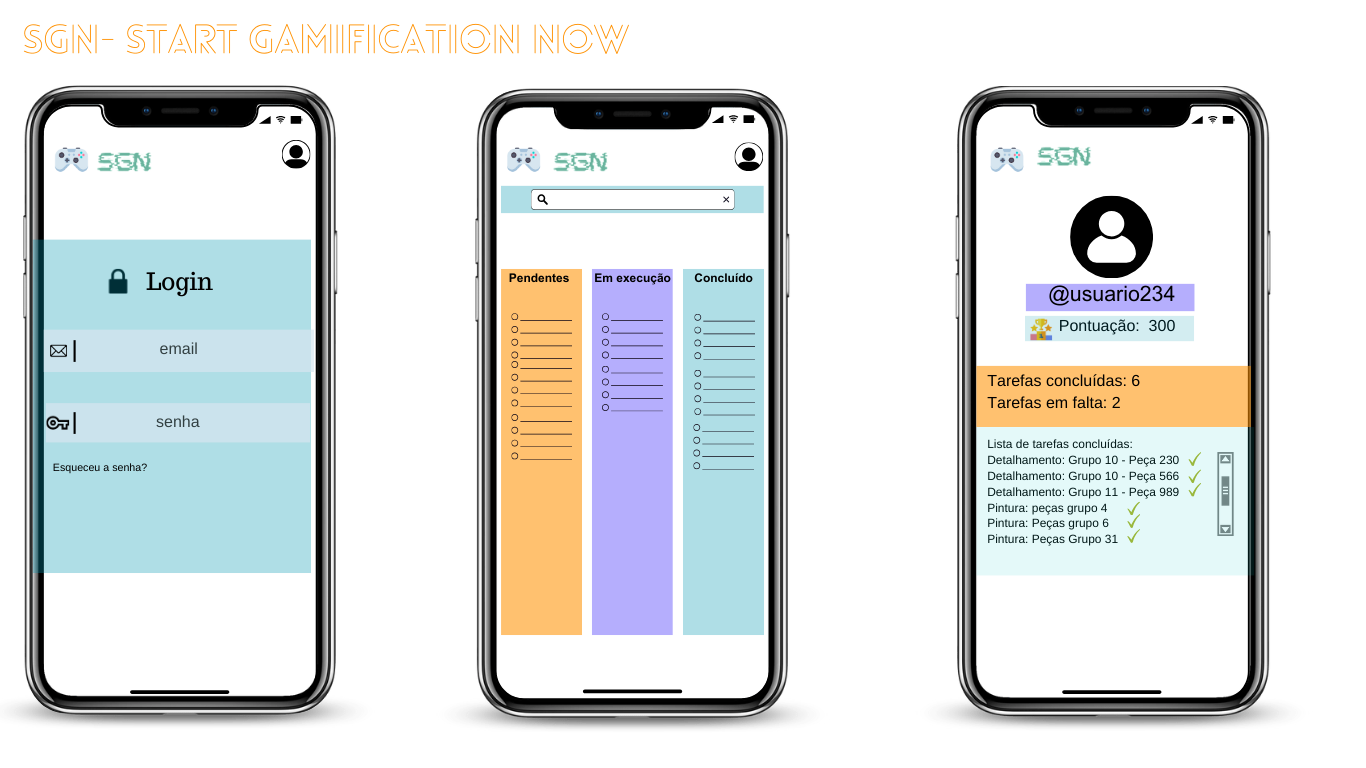 SGN- START GAMIFICATION NOW
SGN
Login
email
senha
Esqueceu a senha?
SGN
Pendentes
Em execução
Concluído
SGN
@usuario234
Pontuação: 300
Tarefas concluídas: 6
Tarefas em falta: 2
Lista de tarefas concluídas:
Detalhamento: Grupo 10 - Peça 230
Detalhamento: Grupo 10 - Peça 566
Detalhamento: Grupo 11 - Peça 989
Pintura: peças grupo 4
Pintura: Peças grupo 6
Pintura: Peças Grupo 31